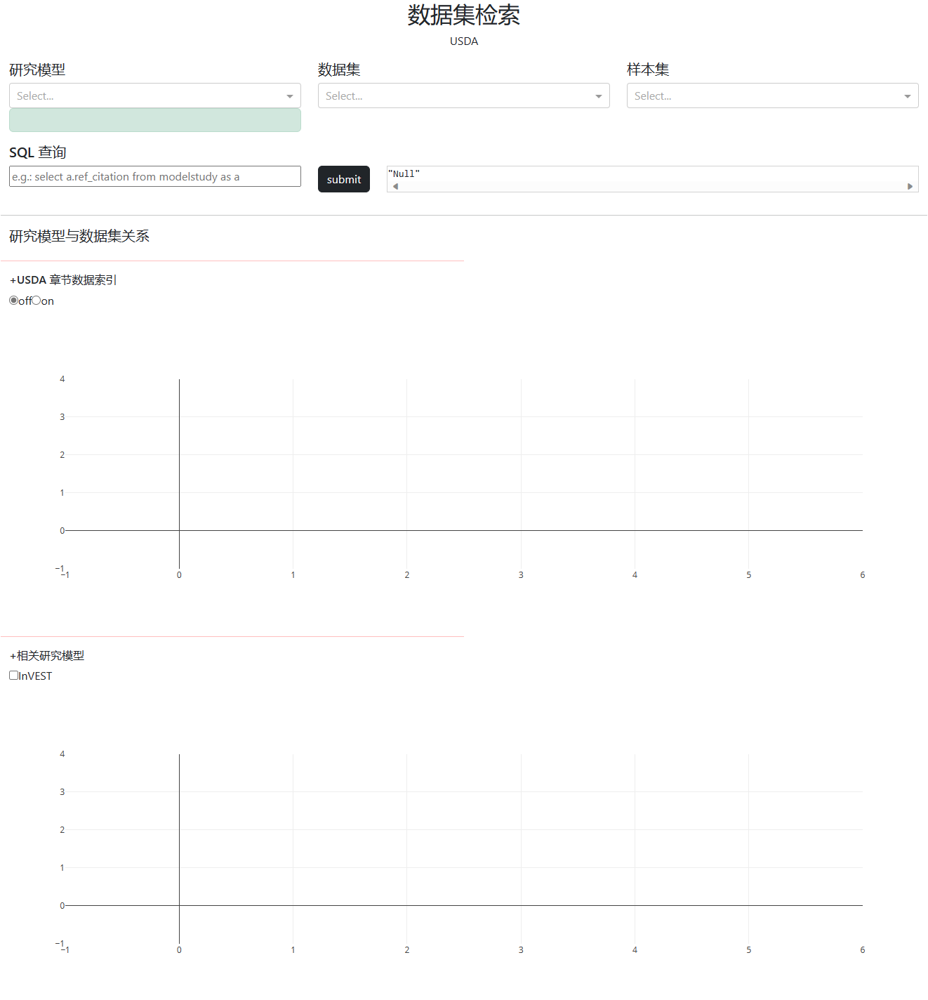 数据集检索
USDA
研究模型
数据集
样本集
Select...
Select...
Select...
SQL 查询
e.g.: select a.ref_citation from modelstudy as a
submit
"Null"
研究模型与数据集关系
+USDA 章节数据索引
off on
4
3
2
1
0
−1
−1 0 1 2 3 4 5 6
+相关研究模型
InVEST
4
3
2
1
0
−1
−1 0 1 2 3 4 5 6